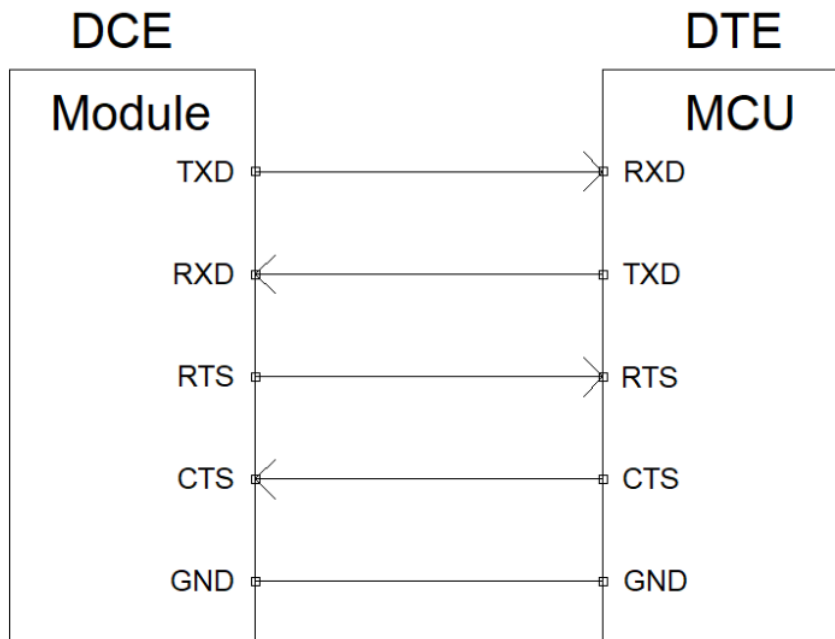 DCE DTE
Module MCU
TXD RXD
RXD TXD
RTS RTS
CTS CTS
GND GND